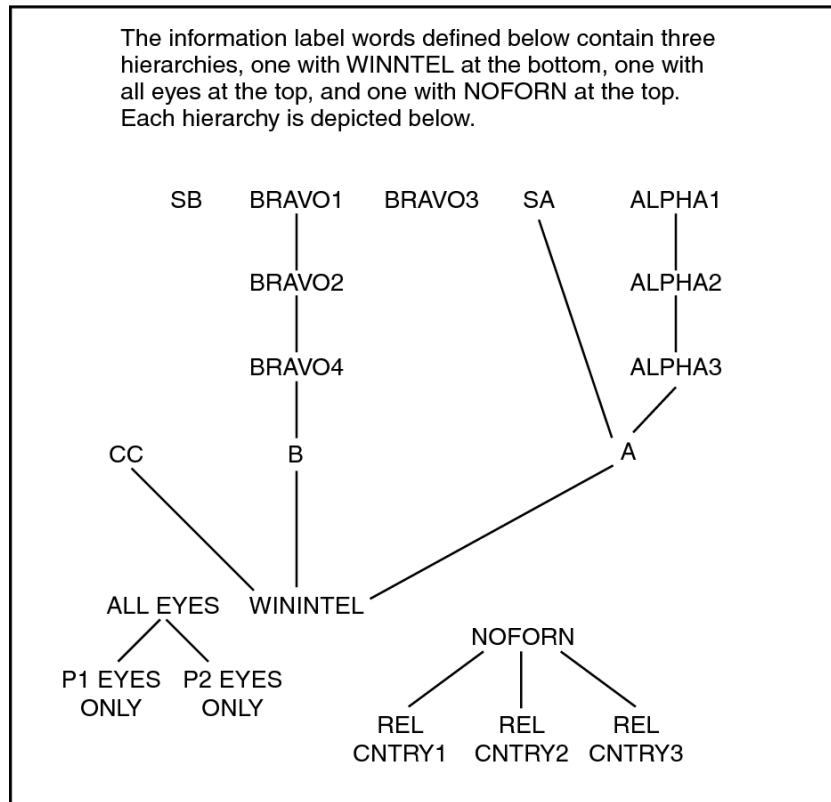 The information label words defined below contain three
hierarchies, one with WINNTEL at the bottom, one with
all eyes at the top, and one with NOFORN at the top.
Each hierarchy is depicted below.
SB BRAVO1 BRAVO3 SA ALPHA1
BRAVO2 ALPHA2
BRAVO4 ALPHA3
CC B A
ALL EYES WININTEL
NOFORN
P1 EYES P2 EYES
ONLY ONLY
REL REL REL
CNTRY1 CNTRY2 CNTRY3